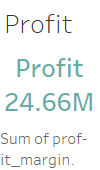 Profit
Profit
24.66M
Sum of prof-
it_margin.